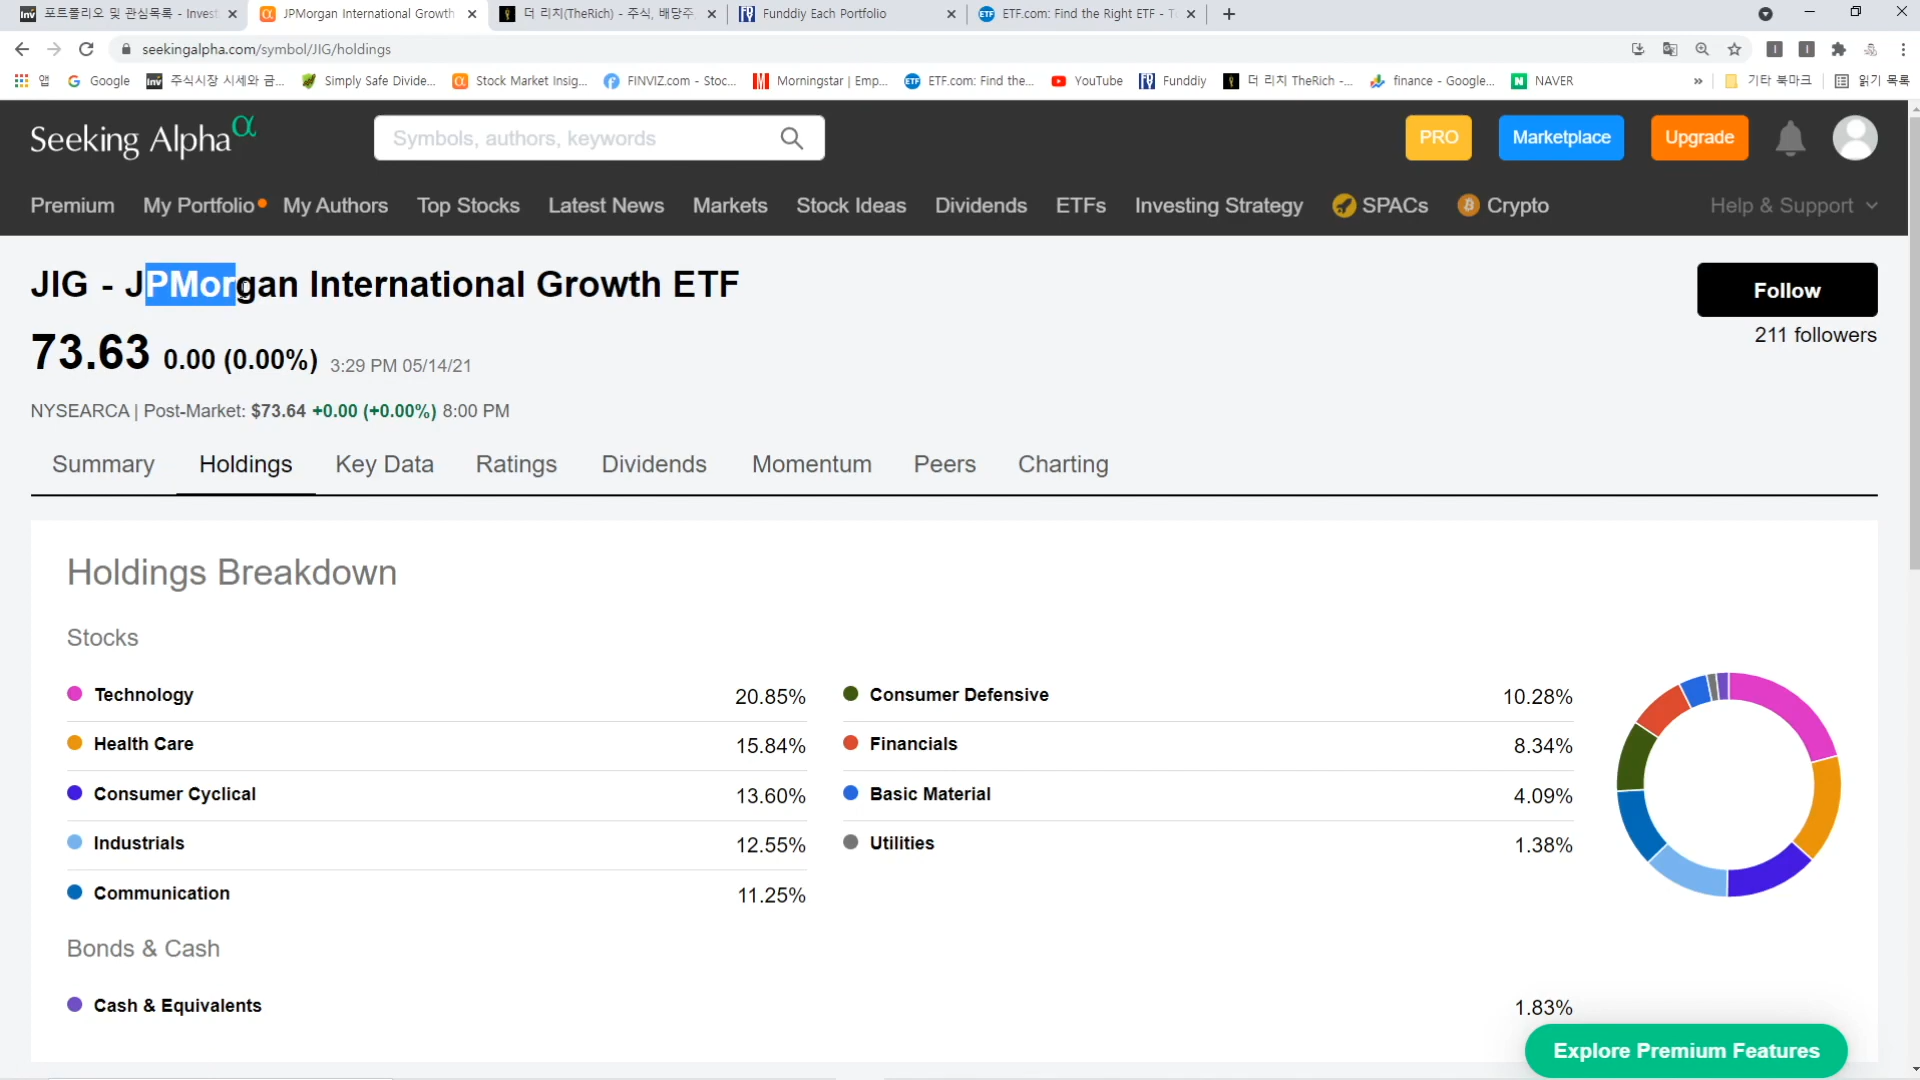 포트폴리오 및 관심목록 - Invest
JPMorgan International Growth
더 리치(TheRich) - 주식, 배당주,
Funddiy Each Portfolio
ETF.com: Find the Right ETF - T
seekingalpha.com/symbol/JIG/holdings
앱
Google
주식시장 시세와 금...
Simply Safe Divide...
Stock Market Insig...
FINVIZ.com - Stoc...
Morningstar | Emp...
ETF.com: Find the...
YouTube
Funddiy
더 리치 TheRich -...
finance - Google...
NAVER
»
기타 북마크
읽기 목록
Seeking Alphaα
Symbols, authors, keywords
PRO
Marketplace
Upgrade
Premium
My Portfolio
My Authors
Top Stocks
Latest News
Markets
Stock Ideas
Dividends
ETFs
Investing Strategy
SPACs
Crypto
Help & Support
JIG - JPMorgan International Growth ETF
Follow
211 followers
73.63 0.00 (0.00%) 3:29 PM 05/14/21
NYSEARCA | Post-Market: $73.64 +0.00 (+0.00%) 8:00 PM
Summary
Holdings
Key Data
Ratings
Dividends
Momentum
Peers
Charting
Holdings Breakdown
Stocks
Technology 20.85%
Health Care 15.84%
Consumer Cyclical 13.60%
Industrials 12.55%
Communication 11.25%
Consumer Defensive 10.28%
Financials 8.34%
Basic Material 4.09%
Utilities 1.38%
Bonds & Cash
Cash & Equivalents 1.83%
Explore Premium Features